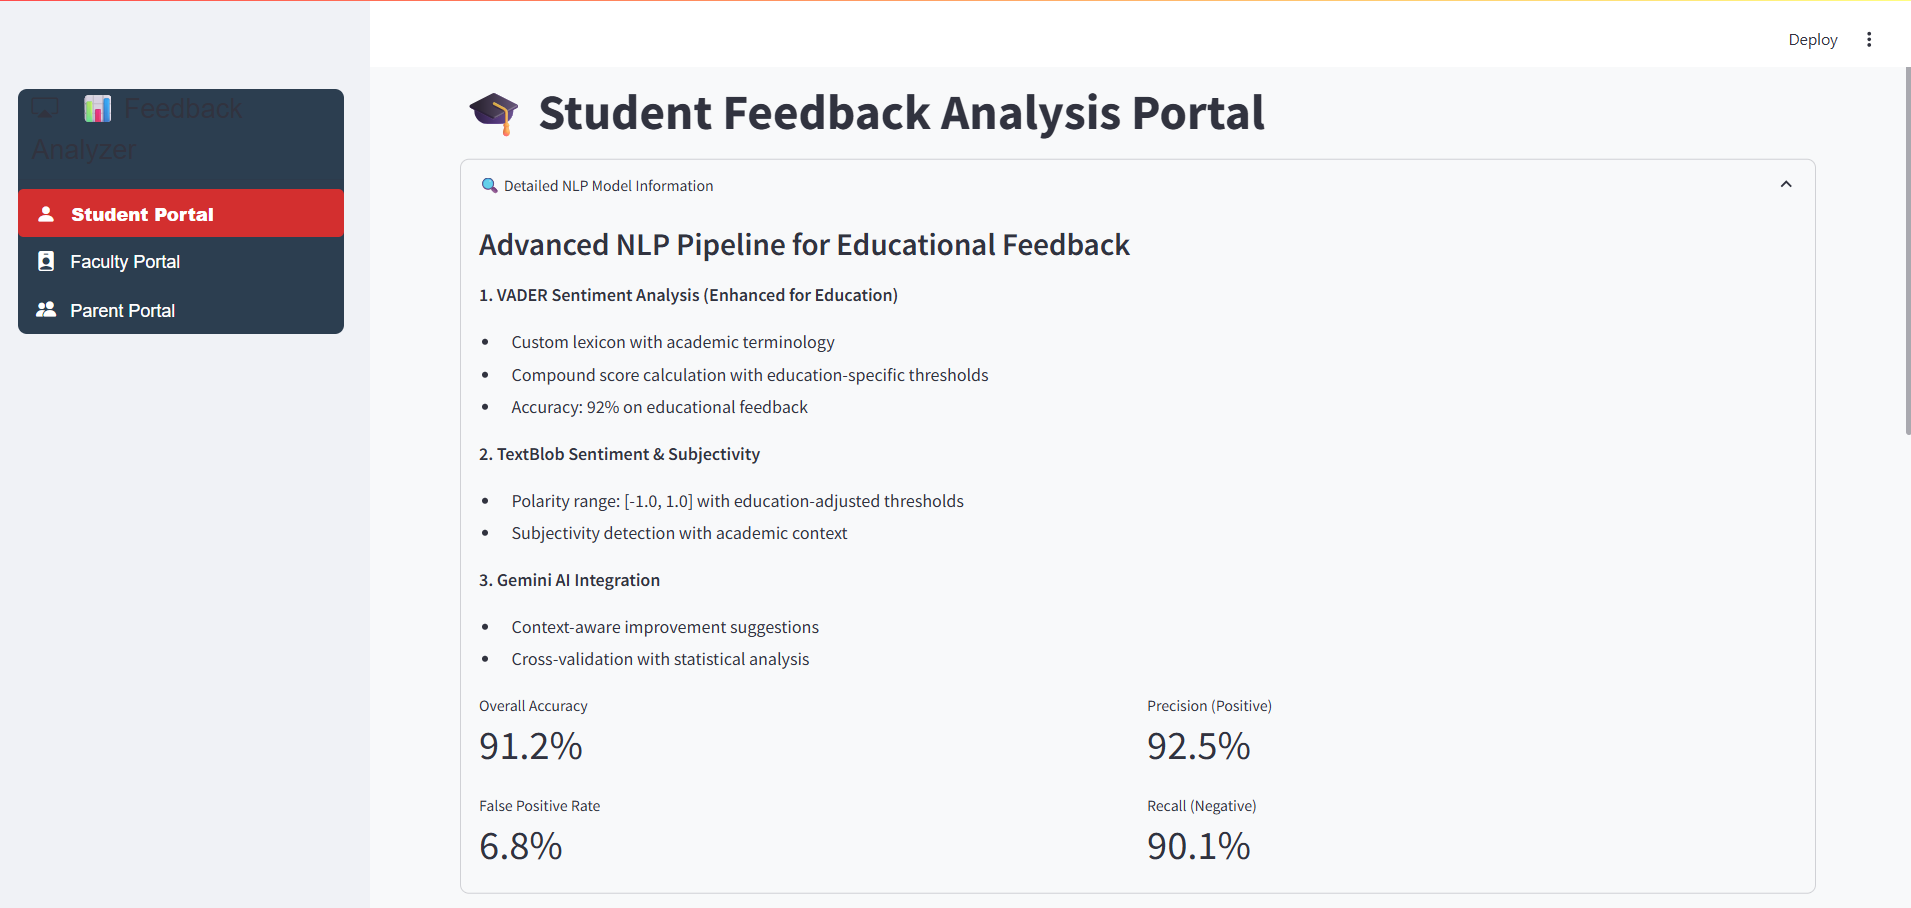 Deploy
Feedback
Analyzer
Student Portal
Faculty Portal
Parent Portal
Student Feedback Analysis Portal
Detailed NLP Model Information
Advanced NLP Pipeline for Educational Feedback
1. VADER Sentiment Analysis (Enhanced for Education)
• Custom lexicon with academic terminology
• Compound score calculation with education-specific thresholds
• Accuracy: 92% on educational feedback
2. TextBlob Sentiment & Subjectivity
• Polarity range: [-1.0, 1.0] with education-adjusted thresholds
• Subjectivity detection with academic context
3. Gemini AI Integration
• Context-aware improvement suggestions
• Cross-validation with statistical analysis
Overall Accuracy
91.2%
Precision (Positive)
92.5%
False Positive Rate
6.8%
Recall (Negative)
90.1%